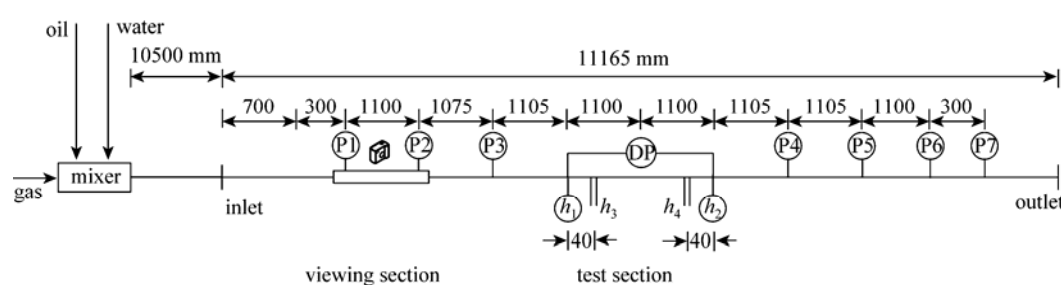 oil water
10500 mm 11165 mm
700 300 1100 1075 1105 1100 1100 1105 1105 1100 300
P1 P2 P3 DP P4 P5 P6 P7
gas mixer inlet h1 h3 h4 h2 outlet
40 40
viewing section test section